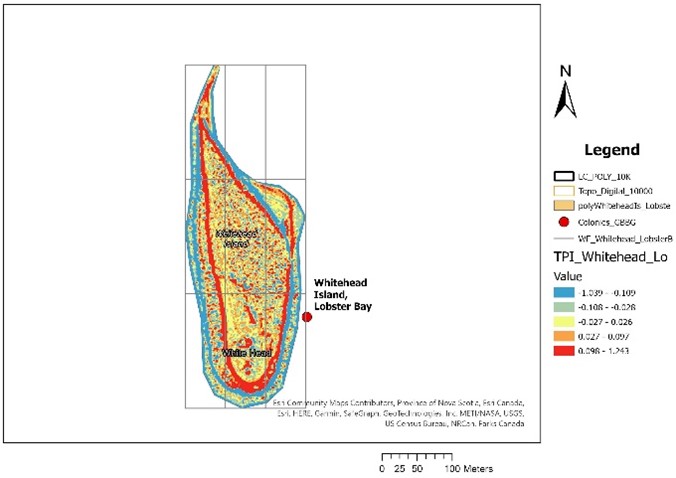 N
Legend
LC_POLY_10K
Topo_Digital_10000
polyWhiteheadIs_Lobste
Colonies_GBBG
WF_Whitehead_LobsterB
TPI_Whitehead_Lo
Value
-1.039 - -0.109
-0.108 - -0.028
-0.027 - 0.026
0.027 - 0.097
0.098 - 1.243
Whitehead
Island
Whitehead
Island,
Lobster Bay
White Head
Esri Community Maps Contributors, Province of Nova Scotia, Esri Canada,
Esri, HERE, Garmin, SafeGraph, GeoTechnologies, Inc, METI/NASA, USGS,
US Census Bureau, NRCan, Parks Canada
0 25 50 100 Meters